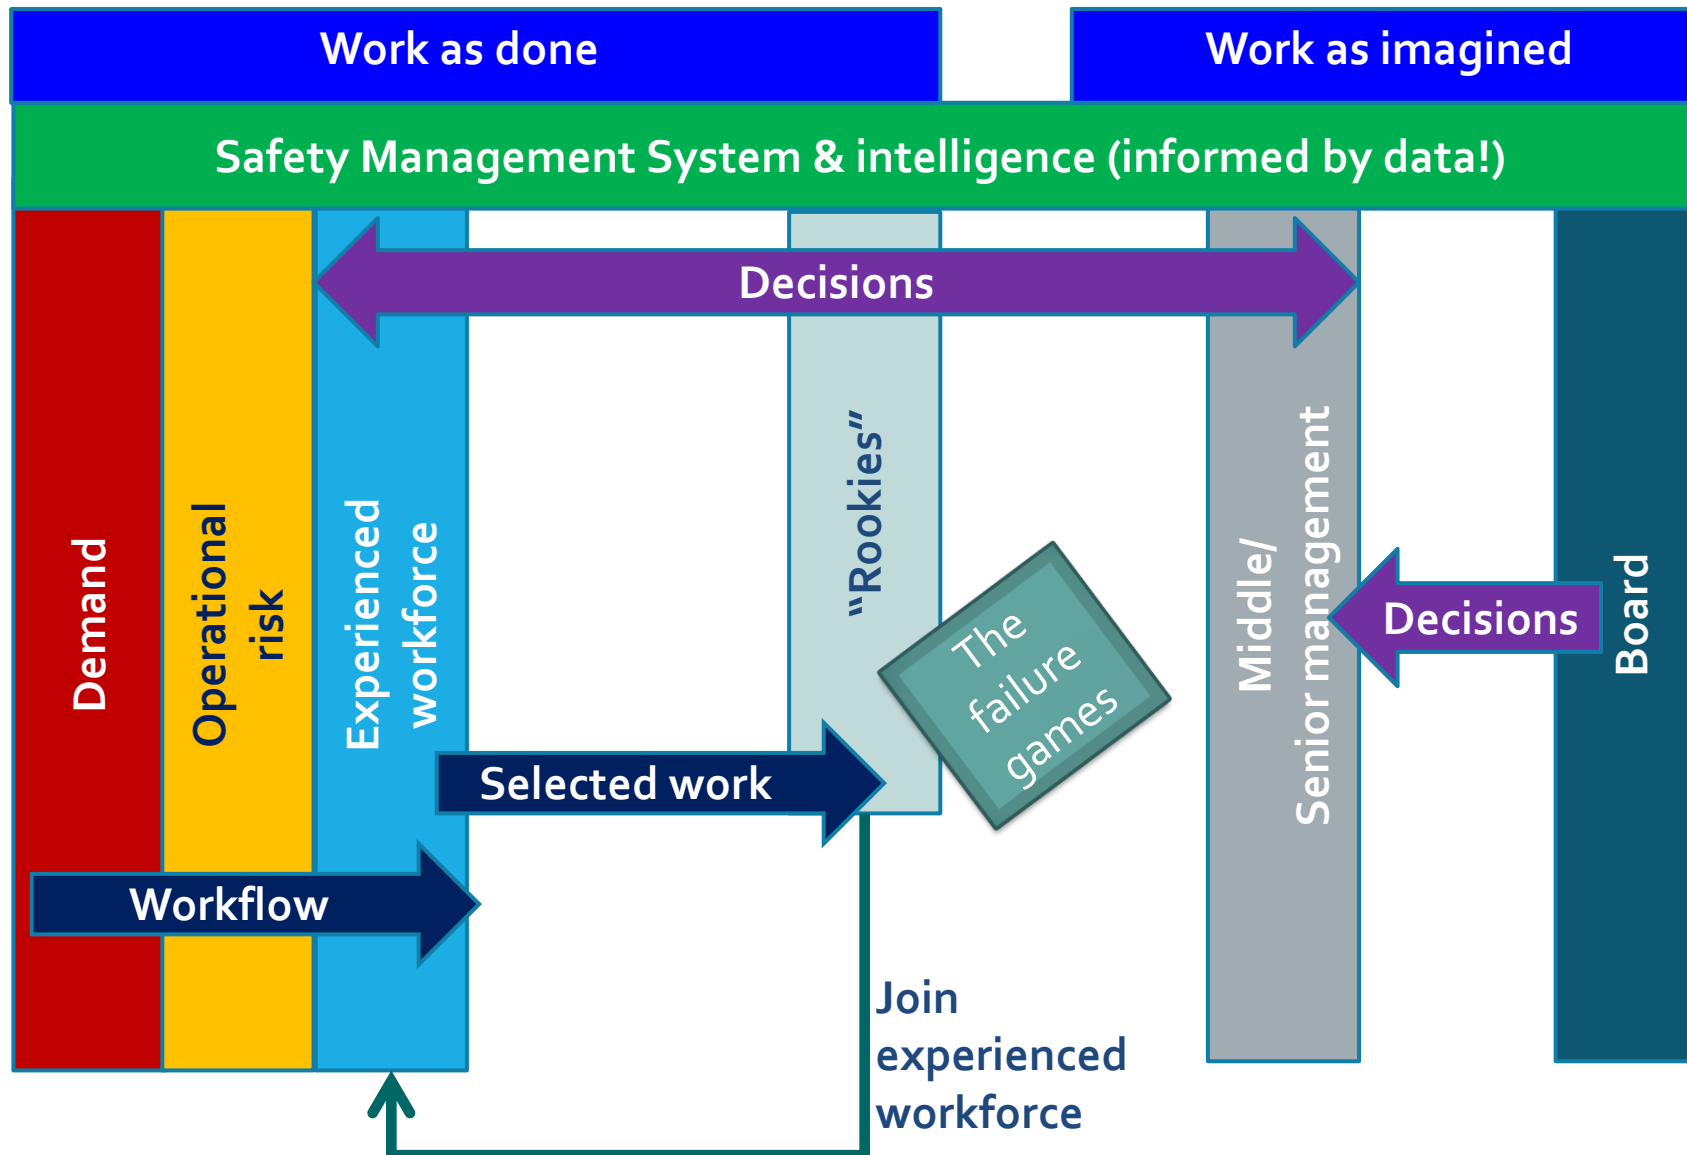 Work as done
Work as imagined
Safety Management System & intelligence (informed by data!)
Decisions
Demand
Operational
risk
Experienced
workforce
“Rookies”
The
failure
games
Middle/
Senior management
Decisions
Board
Selected work
Workflow
Join
experienced
workforce